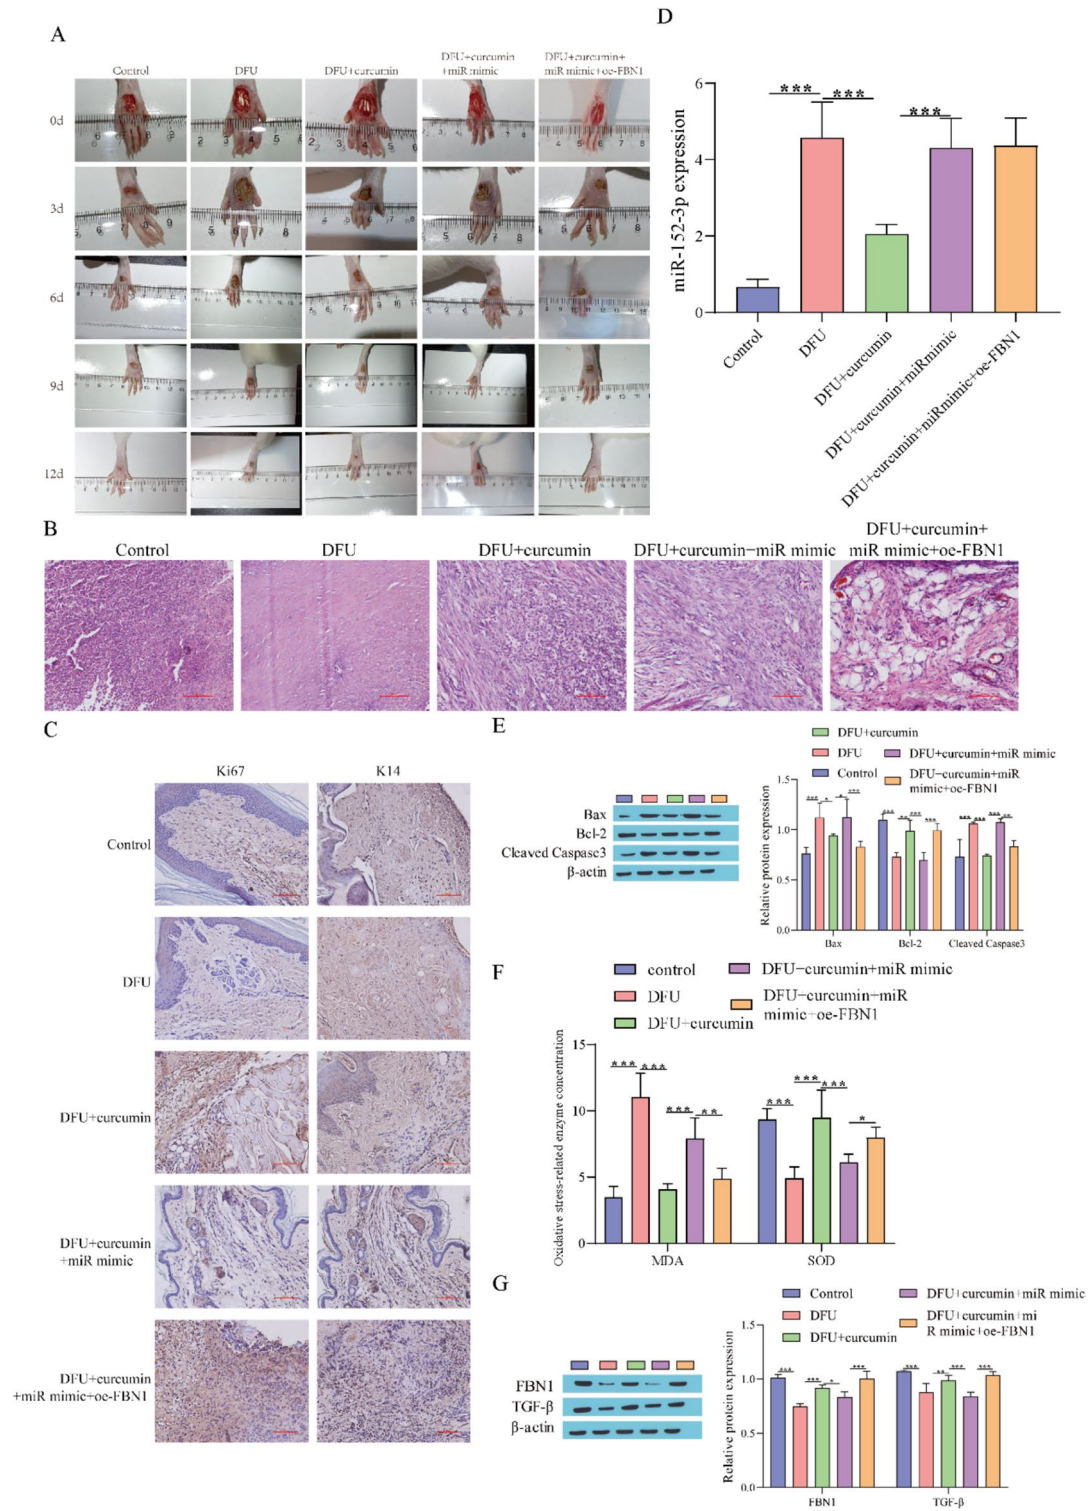 A
Control
DFU
DFU+curcumin
DFU+curcumin
+miR mimic
DFU+curcumin+
miR mimic+oe-FBN1
0d
3d
6d
9d
12d
D
miR-152-3p expression
6
4
2
0
***
***
***
Control
DFU
DFU+curcumin
DFU+curcumin+miRmimic
DFU+curcumin+miRmimic+oe-FBN1
B
Control
DFU
DFU+curcumin
DFU+curcumin−miR mimic
DFU+curcumin+
miR mimic+oe-FBN1
C
Ki67
K14
Control
DFU
DFU+curcumin
DFU+curcumin
+miR mimic
DFU+curcumin
+miR mimic+oe-FBN1
E
Bax
Bcl-2
Cleaved Caspase3
β-actin
DFU+curcumin
DFU
DFU+curcumin+miR mimic
Control
DFU−curcumin+miR
mimic+oe-FBN1
Relative protein expression
1.5
1.0
0.5
0.0
*** * * ***
*** ** *** ***
*** *** *** **
Bax
Bcl-2
Cleaved Caspase3
F
control
DFU−curcumin+miR mimic
DFU
DFU+curcumin+miR
mimic+oe-FBN1
DFU+curcumin
Oxidative stress-related enzyme concentration
15
10
5
0
*** *** *** **
*** *** *** *
MDA
SOD
G
FBN1
TGF-β
β-actin
Control
DFU+curcumin+miR mimic
DFU
DFU+curcumin+mi
R mimic+oe-FBN1
DFU+curcumin
Relative protein expression
1.5
1.0
0.5
0.0
*** *** * ***
*** ** *** ***
FBN1
TGF-β